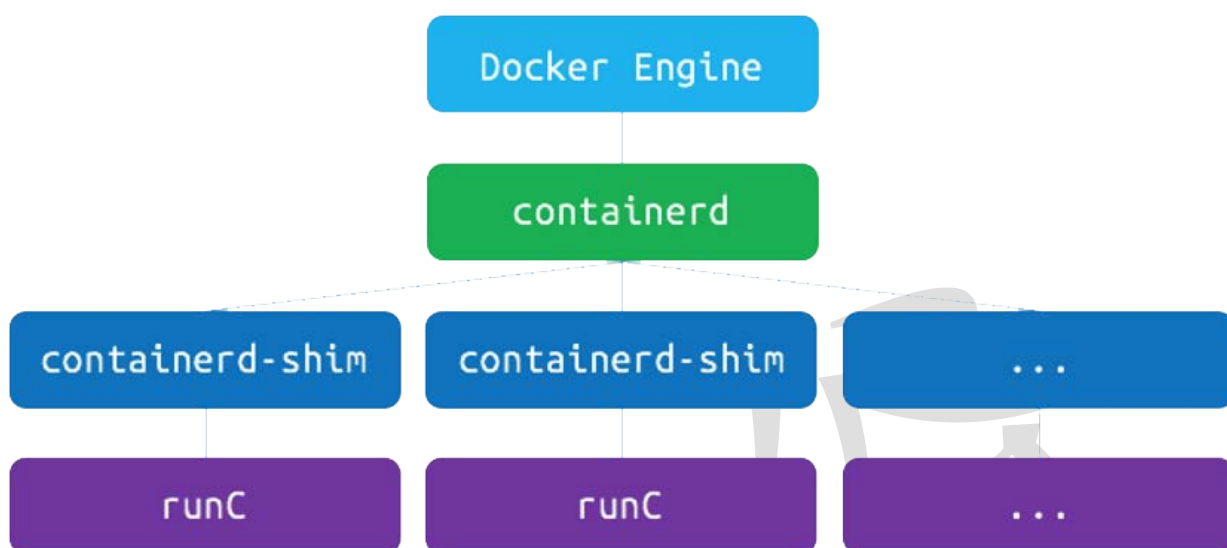 Docker Engine
containerd
containerd-shim
containerd-shim
...
runC
runC
...